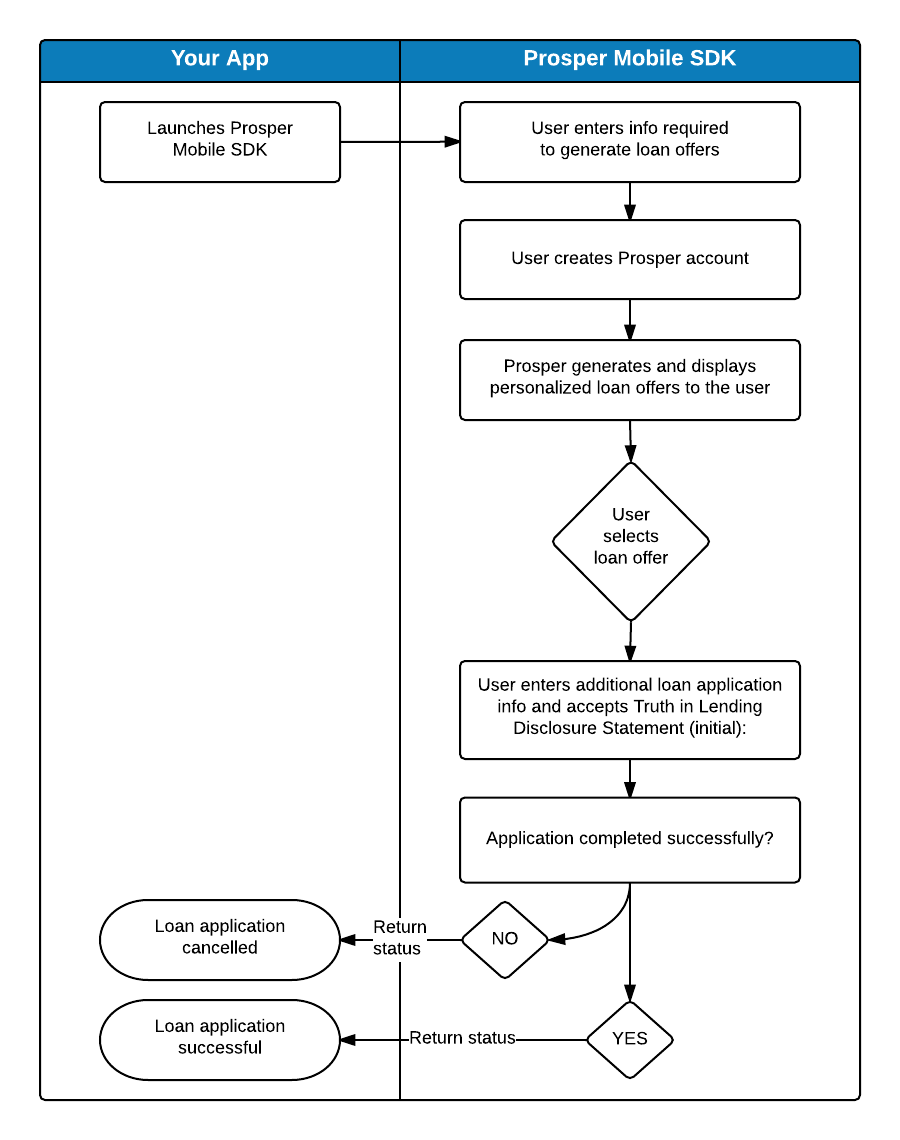 Your App
Prosper Mobile SDK
Launches Prosper
Mobile SDK
User enters info required
to generate loan offers
User creates Prosper account
Prosper generates and displays
personalized loan offers to the user
User
selects
loan offer
User enters additional loan application
info and accepts Truth in Lending
Disclosure Statement (initial):
Application completed successfully?
Loan application
cancelled
Return
status
NO
Loan application
successful
Return status
YES